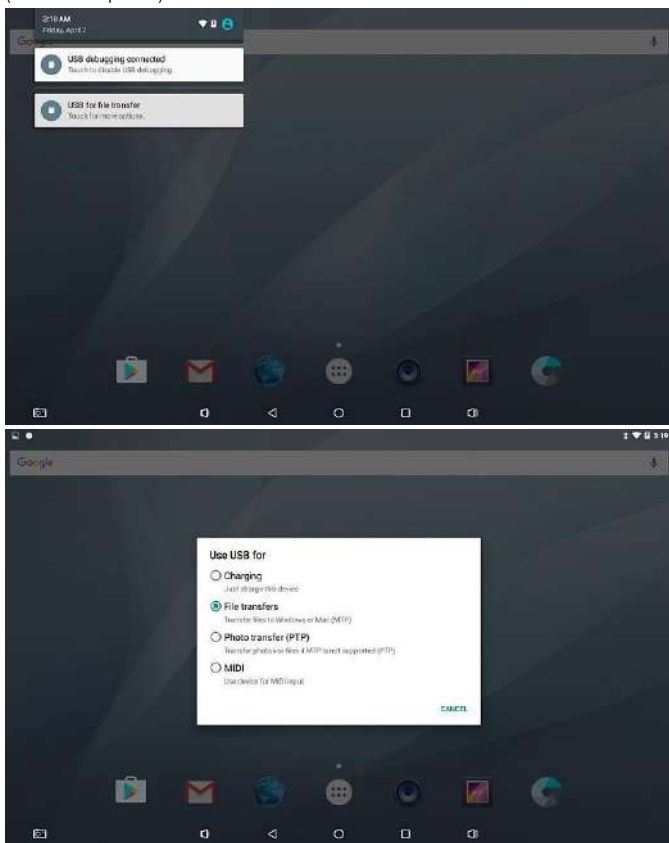 3:18 AM
Friday, April 7
Google
USB debugging connected
Touch to disable USB debugging.
USB for file transfer
Touch for more options.
3:19
Google
Use USB for
Charging
Just charge this device
File transfers
Transfer files to Windows or Mac (MTP)
Photo transfer (PTP)
Transfer photos or files if MTP is not supported (PTP)
MIDI
Use device for MIDI input
CANCEL